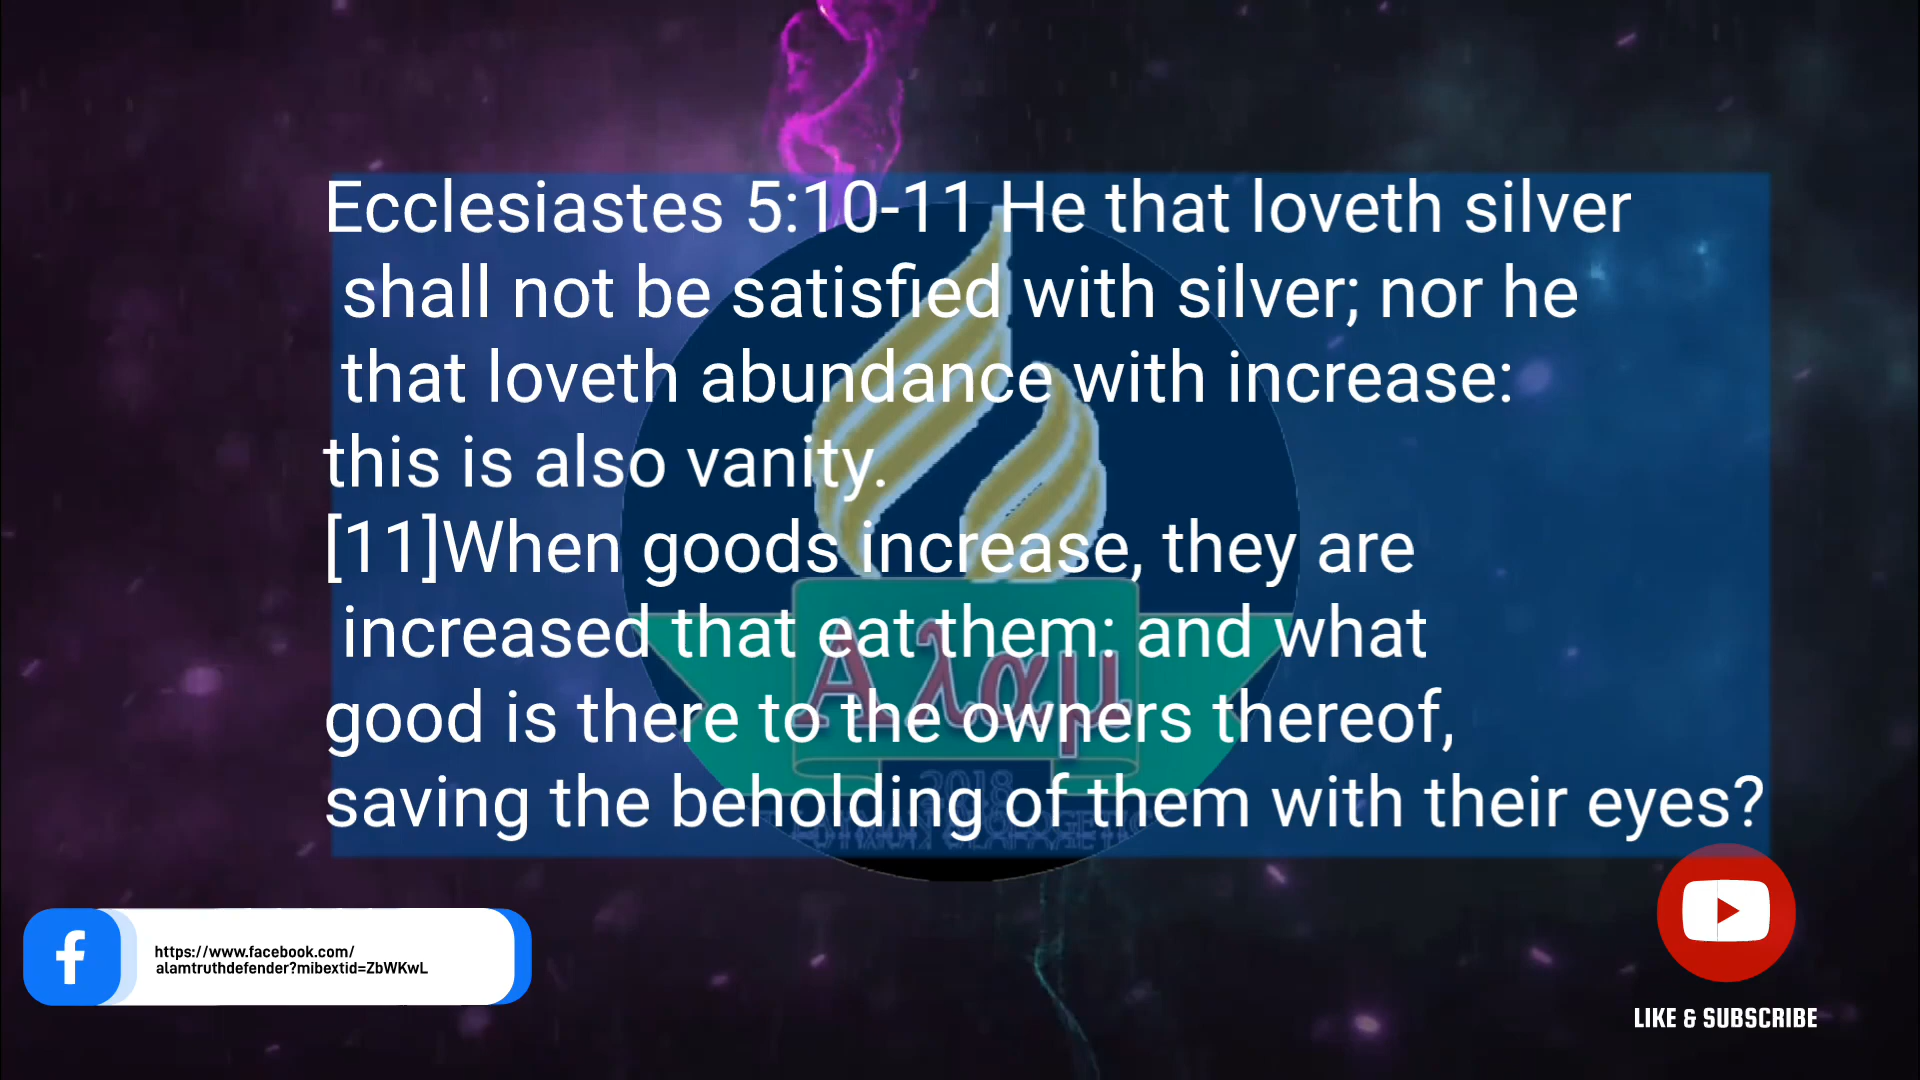 Ecclesiastes 5:10-11 He that loveth silver
shall not be satisfied with silver; nor he
that loveth abundance with increase:
this is also vanity.
[11]When goods increase, they are
increased that eat them: and what
good is there to the owners thereof,
saving the beholding of them with their eyes?
Αλαμ
2018
https://www.facebook.com/
alamtruthdefender?mibextid=ZbWKwL
LIKE & SUBSCRIBE